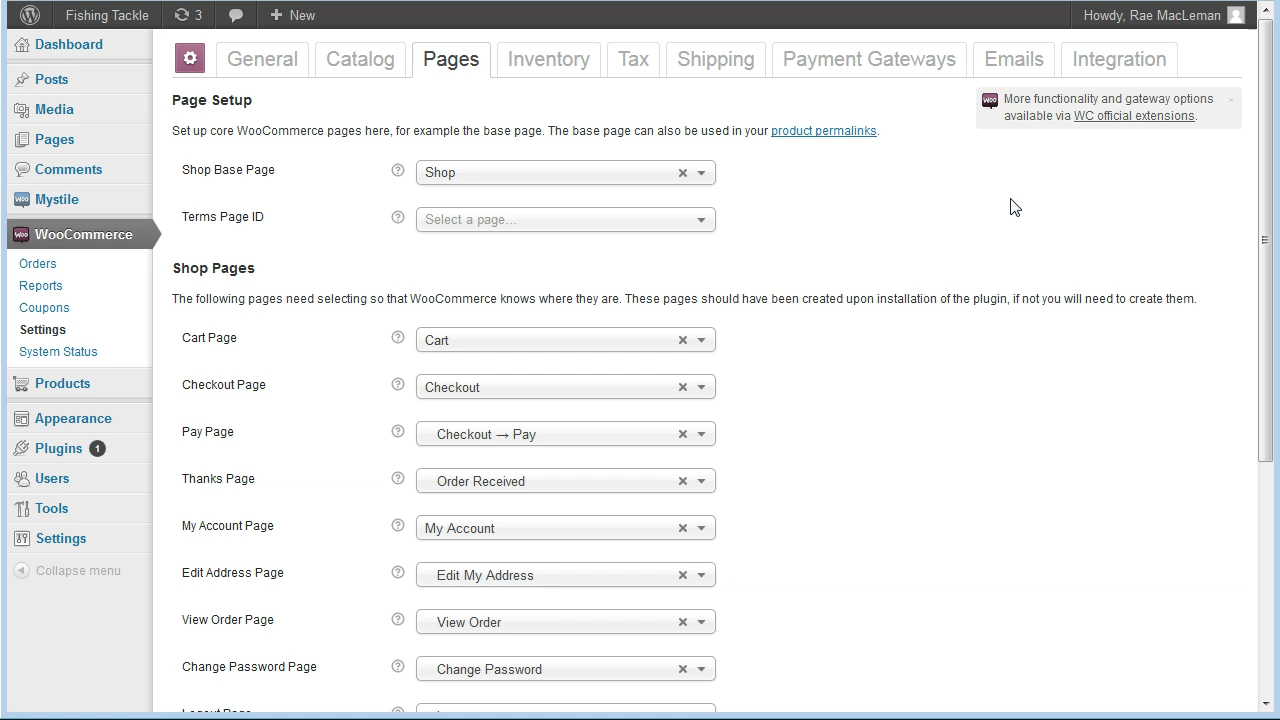 Fishing Tackle
3
New
Howdy, Rae MacLeman
Dashboard
Posts
Media
Pages
Comments
Mystile
WooCommerce
Orders
Reports
Coupons
Settings
System Status
Products
Appearance
Plugins 1
Users
Tools
Settings
Collapse menu
General
Catalog
Pages
Inventory
Tax
Shipping
Payment Gateways
Emails
Integration
Page Setup
Set up core WooCommerce pages here, for example the base page. The base page can also be used in your product permalinks.
More functionality and gateway options
available via WC official extensions.
Shop Base Page
Shop
Terms Page ID
Select a page...
Shop Pages
The following pages need selecting so that WooCommerce knows where they are. These pages should have been created upon installation of the plugin, if not you will need to create them.
Cart Page
Cart
Checkout Page
Checkout
Pay Page
Checkout → Pay
Thanks Page
Order Received
My Account Page
My Account
Edit Address Page
Edit My Address
View Order Page
View Order
Change Password Page
Change Password